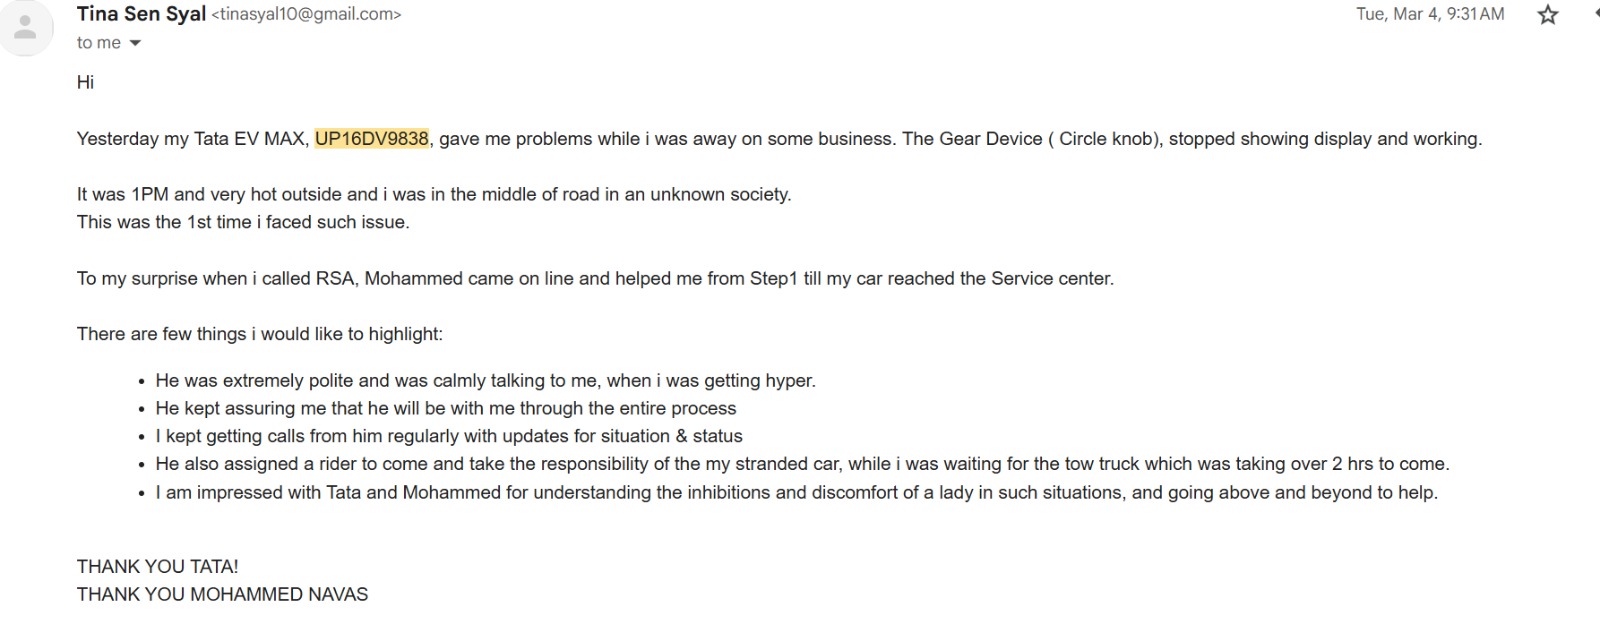 Tina Sen Syal <tinasyal10@gmail.com>
Tue, Mar 4, 9:31 AM
to me
Hi
Yesterday my Tata EV MAX, UP16DV9838, gave me problems while i was away on some business. The Gear Device ( Circle knob), stopped showing display and working.
It was 1PM and very hot outside and i was in the middle of road in an unknown society.
This was the 1st time i faced such issue.
To my surprise when i called RSA, Mohammed came on line and helped me from Step1 till my car reached the Service center.
There are few things i would like to highlight:
• He was extremely polite and was calmly talking to me, when i was getting hyper.
• He kept assuring me that he will be with me through the entire process
• I kept getting calls from him regularly with updates for situation & status
• He also assigned a rider to come and take the responsibility of the my stranded car, while i was waiting for the tow truck which was taking over 2 hrs to come.
• I am impressed with Tata and Mohammed for understanding the inhibitions and discomfort of a lady in such situations, and going above and beyond to help.
THANK YOU TATA!
THANK YOU MOHAMMED NAVAS